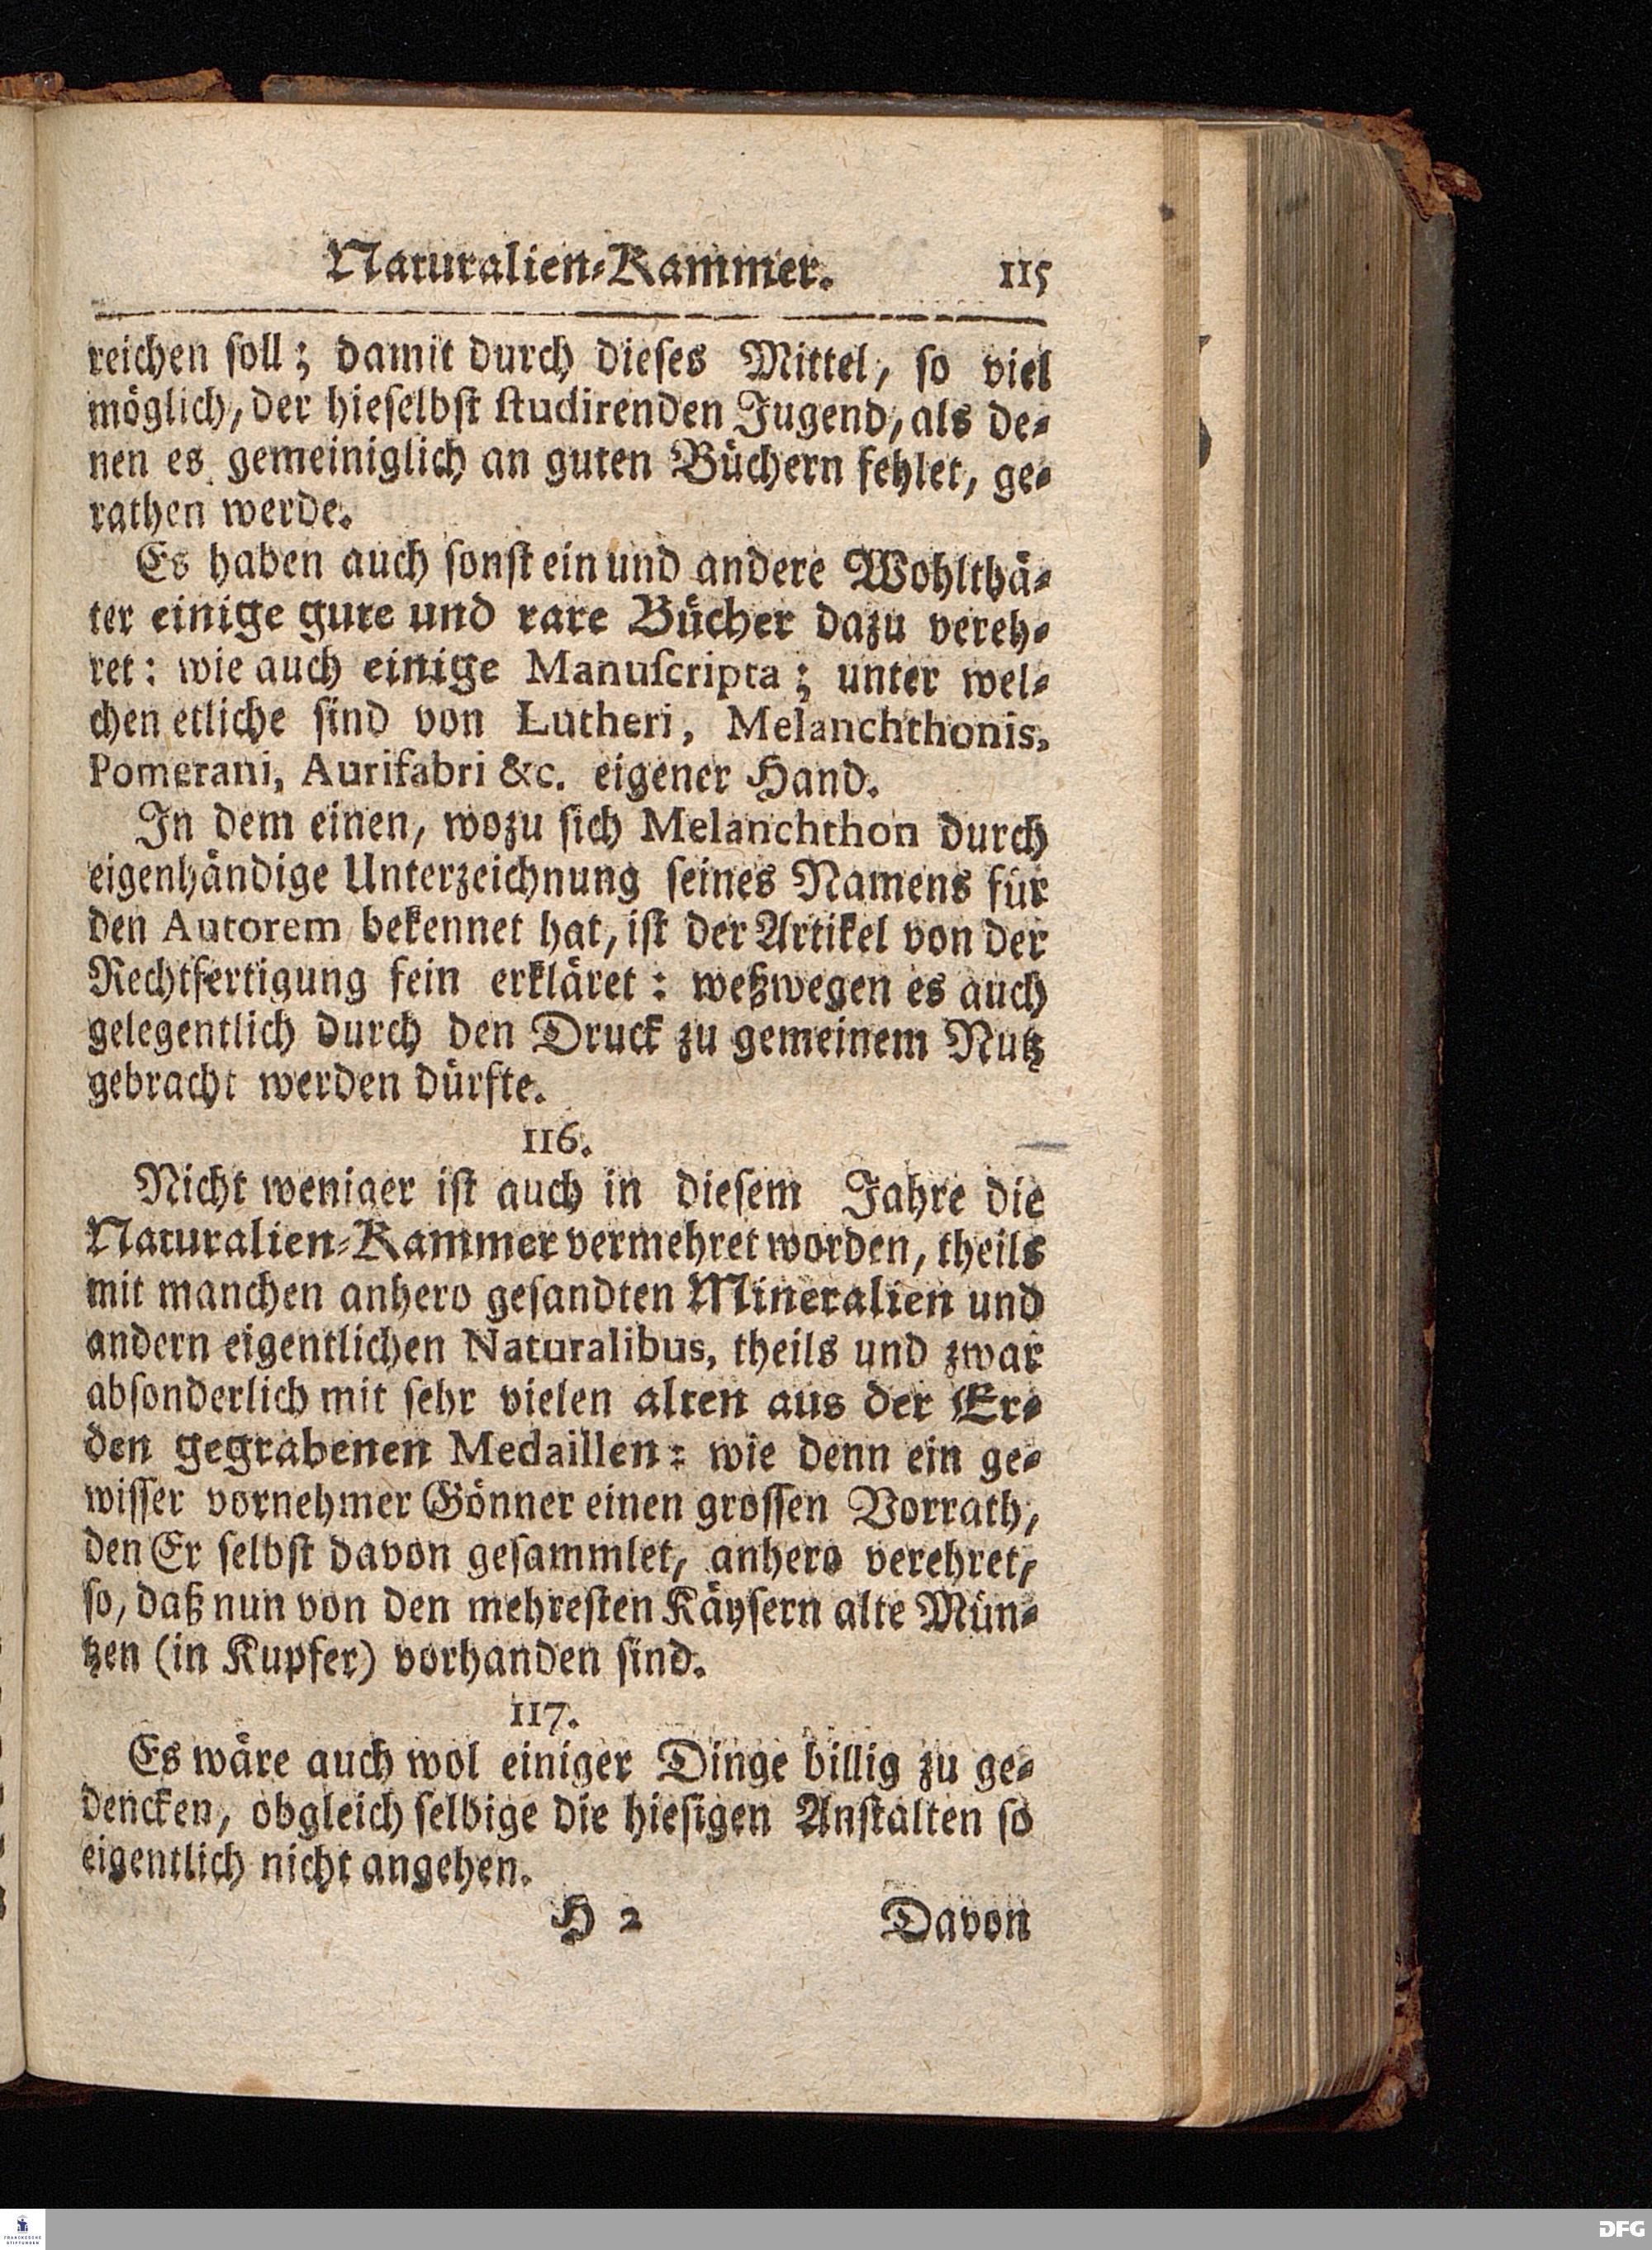 Naturalien-Kammer. 115
reichen soll; damit durch dieses Mittel, so viel
möglich, der hieselbst studirenden Jugend, als de-
nen es gemeiniglich an guten Büchern fehlet, ge-
rathen werde.
Es haben auch sonst ein und andere Wohlthä-
ter einige gute und rare Bücher dazu vereh-
ret: wie auch einige Manuscripta; unter wel-
chen etliche sind von Lutheri, Melanchthonis,
Pomerani, Aurifabri &c. eigener Hand.
In dem einen, wozu sich Melanchthon durch
eigenhändige Unterzeichnung seines Namens für
den Autorem bekennet hat, ist der Artikel von der
Rechtfertigung fein erkläret: weßwegen es auch
gelegentlich durch den Druck zu gemeinem Nutz
gebracht werden dürfte.
116.
Nicht weniger ist auch in diesem Jahre die
Naturalien-Kammer vermehret worden, theils
mit manchen anhero gesandten Mineralien und
andern eigentlichen Naturalibus, theils und zwar
absonderlich mit sehr vielen alten aus der Er-
den gegrabenen Medaillen: wie denn ein ge-
wisser vornehmer Gönner einen grossen Vorrath,
den Er selbst davon gesammlet, anhero verehret,
so, daß nun von den mehresten Käysern alte Mün-
tzen (in Kupfer) vorhanden sind.
117.
Es wäre auch wol einiger Dinge billig zu ge-
dencken, obgleich selbige die hiesigen Anstalten so
eigentlich nicht angehen.
H 2 Davon
FRANCKESCHE
STIFTUNGEN
DFG